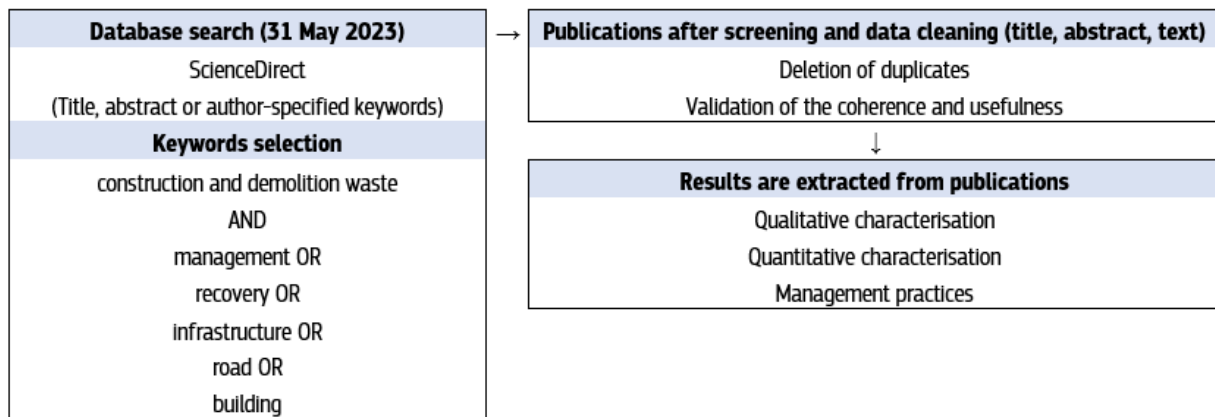 Database search (31 May 2023)
ScienceDirect
(Title, abstract or author-specified keywords)
Keywords selection
construction and demolition waste
AND
management OR
recovery OR
infrastructure OR
road OR
building
→
Publications after screening and data cleaning (title, abstract, text)
Deletion of duplicates
Validation of the coherence and usefulness
↓
Results are extracted from publications
Qualitative characterisation
Quantitative characterisation
Management practices